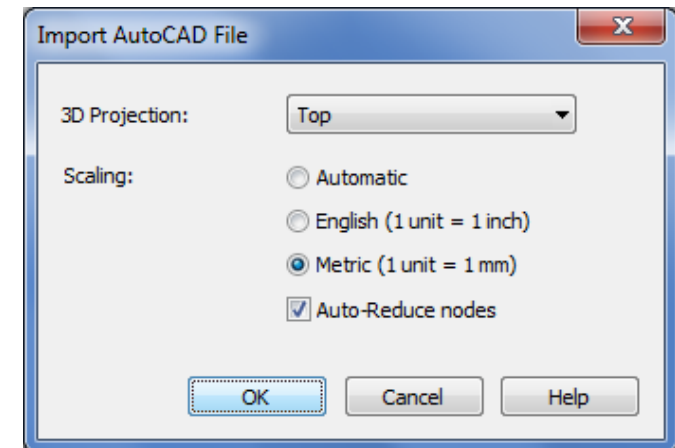 Import AutoCAD File
3D Projection: Top
Scaling: Automatic
English (1 unit = 1 inch)
Metric (1 unit = 1 mm)
Auto-Reduce nodes
OK Cancel Help